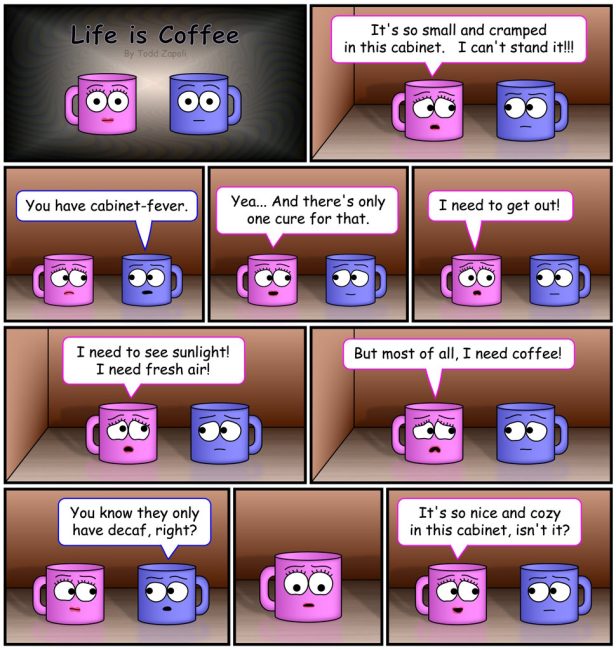 Life is Coffee
By Todd Zapoli
It's so small and cramped
in this cabinet. I can't stand it!!!
You have cabinet-fever.
Yea... And there's only
one cure for that.
I need to get out!
I need to see sunlight!
I need fresh air!
But most of all, I need coffee!
You know they only
have decaf, right?
It's so nice and cozy
in this cabinet, isn't it?